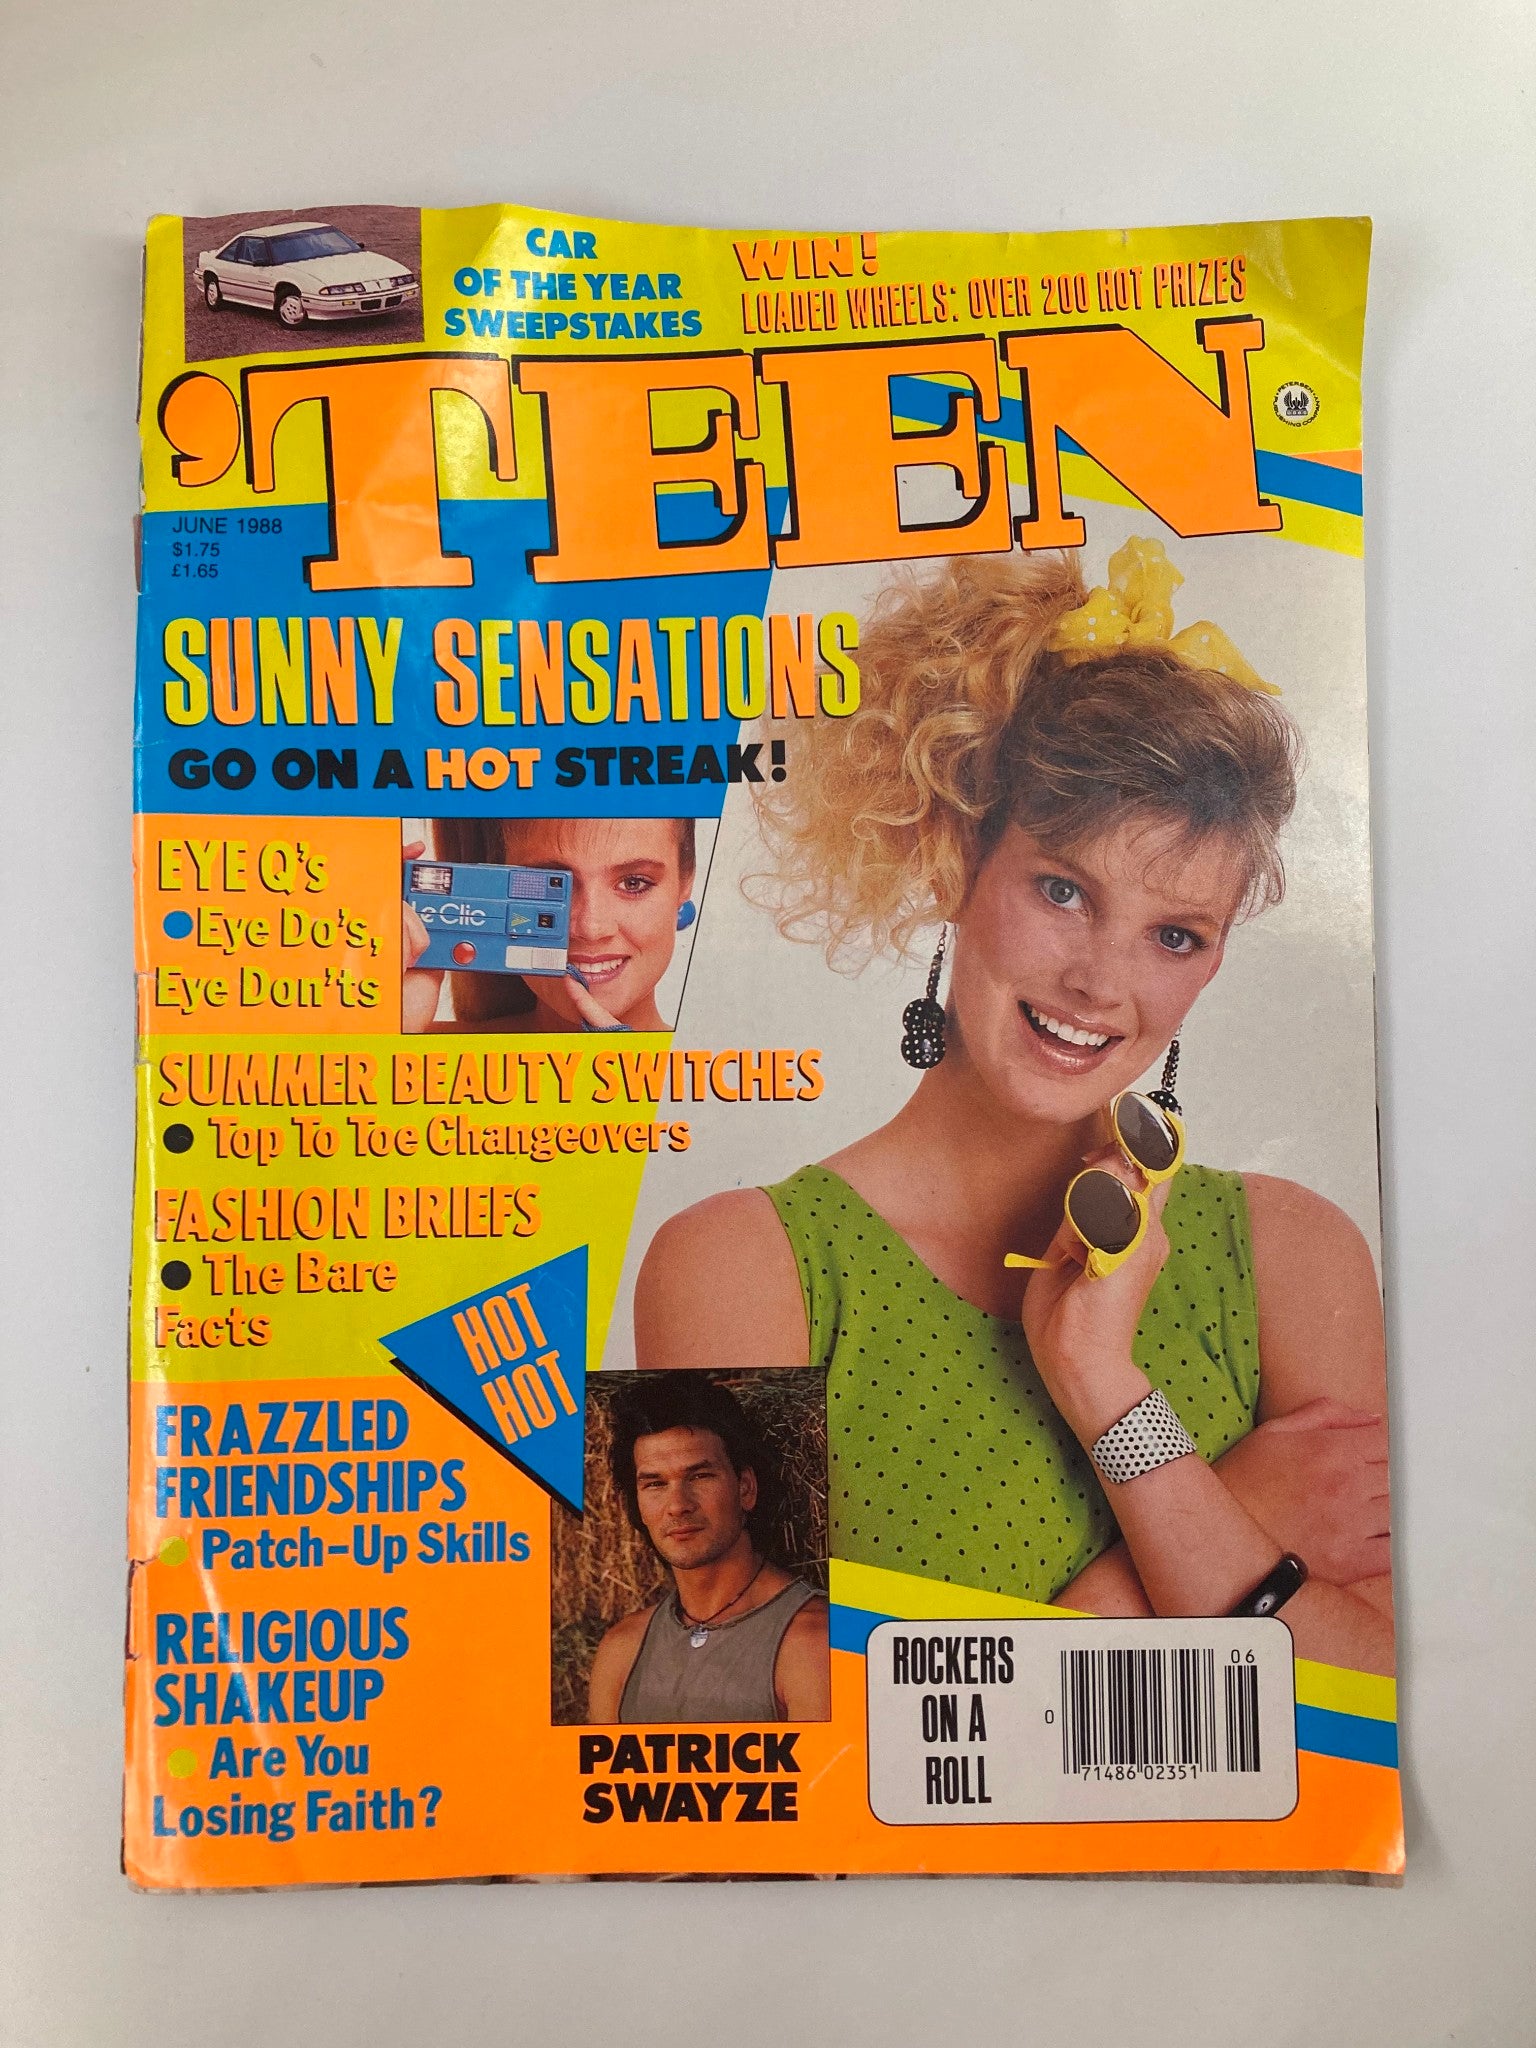 CAR
OF THE YEAR
SWEEPSTAKES
WIN!
LOADED WHEELS: OVER 200 HOT PRIZES
'TEEN
PETERSEN
PUBLISHING COMPANY
JUNE 1988
$1.75
£1.65
SUNNY SENSATIONS
GO ON A HOT STREAK!
EYE Q's
•Eye Do's,
Eye Don'ts
Le Clic
SUMMER BEAUTY SWITCHES
• Top To Toe Changeovers
FASHION BRIEFS
• The Bare
Facts
HOT
HOT
FRAZZLED
FRIENDSHIPS
• Patch-Up Skills
RELIGIOUS
SHAKEUP
• Are You
Losing Faith?
PATRICK
SWAYZE
ROCKERS
ON A
ROLL
06
0
71486 02351